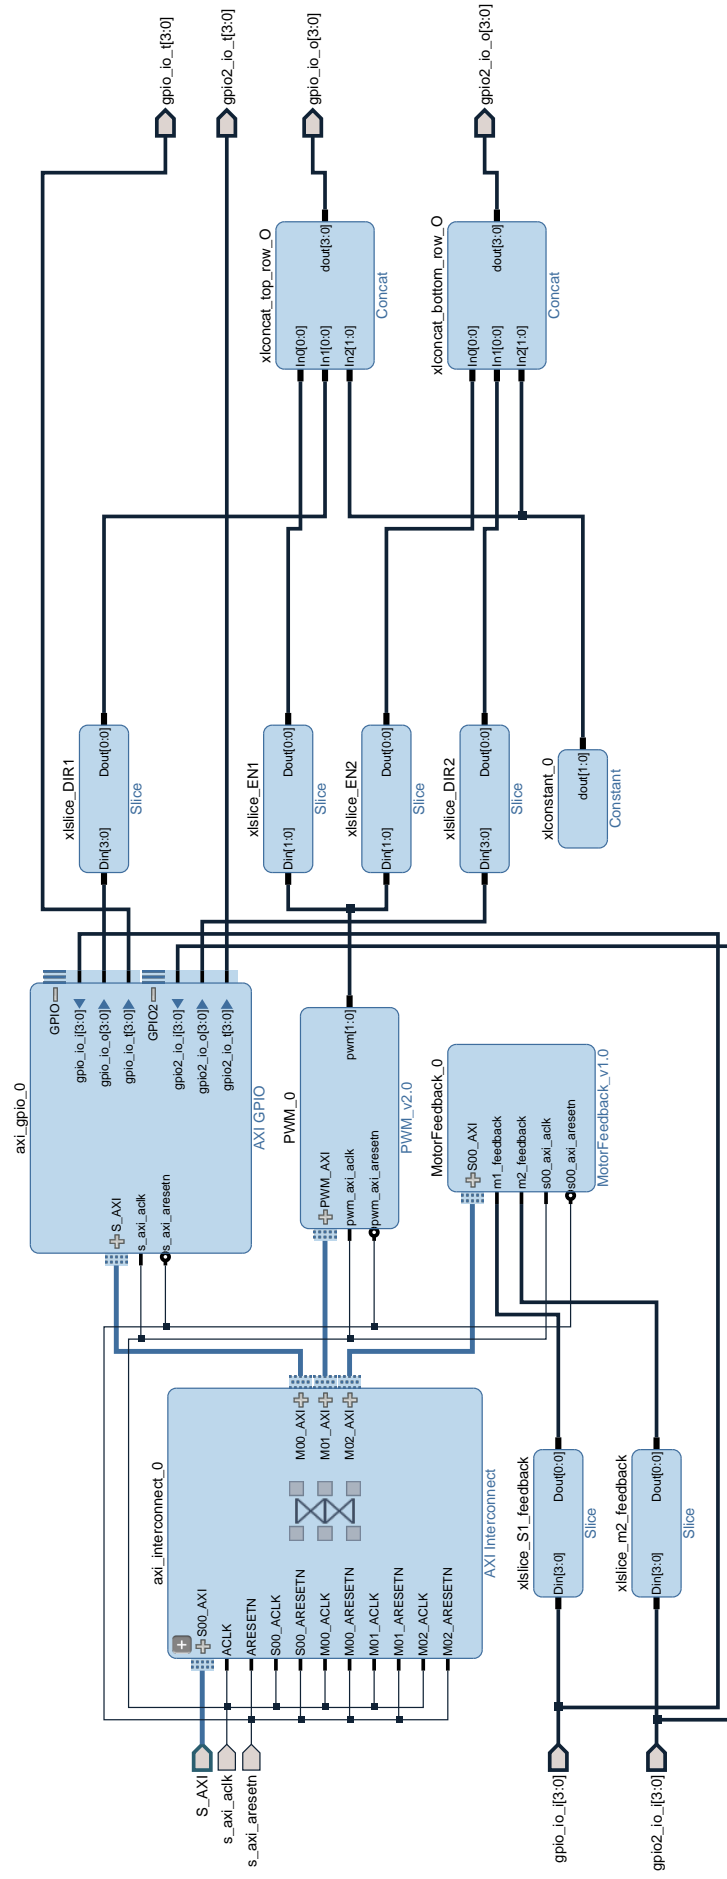 S_AXI
s_axi_aclk
s_axi_aresetn
gpio_io_i[3:0]
gpio2_io_i[3:0]
axi_interconnect_0
S00_AXI
ACLK
ARESETN
S00_ACLK
S00_ARESETN
M00_ACLK
M00_ARESETN
M01_ACLK
M01_ARESETN
M02_ACLK
M02_ARESETN
M00_AXI
M01_AXI
M02_AXI
AXI Interconnect
xlslice_S1_feedback
Din[3:0]
Dout[0:0]
Slice
xlslice_m2_feedback
Din[3:0]
Dout[0:0]
Slice
axi_gpio_0
S_AXI
s_axi_aclk
s_axi_aresetn
GPIO
gpio_io_i[3:0]
gpio_io_o[3:0]
gpio_io_t[3:0]
GPIO2
gpio2_io_i[3:0]
gpio2_io_o[3:0]
gpio2_io_t[3:0]
AXI GPIO
PWM_0
PWM_AXI
pwm_axi_aclk
pwm_axi_aresetn
pwm[1:0]
PWM_v2.0
MotorFeedback_0
S00_AXI
m1_feedback
m2_feedback
s00_axi_aclk
s00_axi_aresetn
MotorFeedback_v1.0
xlslice_DIR1
Din[3:0]
Dout[0:0]
Slice
xlslice_EN1
Din[1:0]
Dout[0:0]
Slice
xlslice_EN2
Din[1:0]
Dout[0:0]
Slice
xlslice_DIR2
Din[3:0]
Dout[0:0]
Slice
xlconstant_0
dout[1:0]
Constant
xlconcat_top_row_O
In0[0:0]
In1[0:0]
In2[1:0]
dout[3:0]
Concat
xlconcat_bottom_row_O
In0[0:0]
In1[0:0]
In2[1:0]
dout[3:0]
Concat
gpio_io_t[3:0]
gpio2_io_t[3:0]
gpio_io_o[3:0]
gpio2_io_o[3:0]